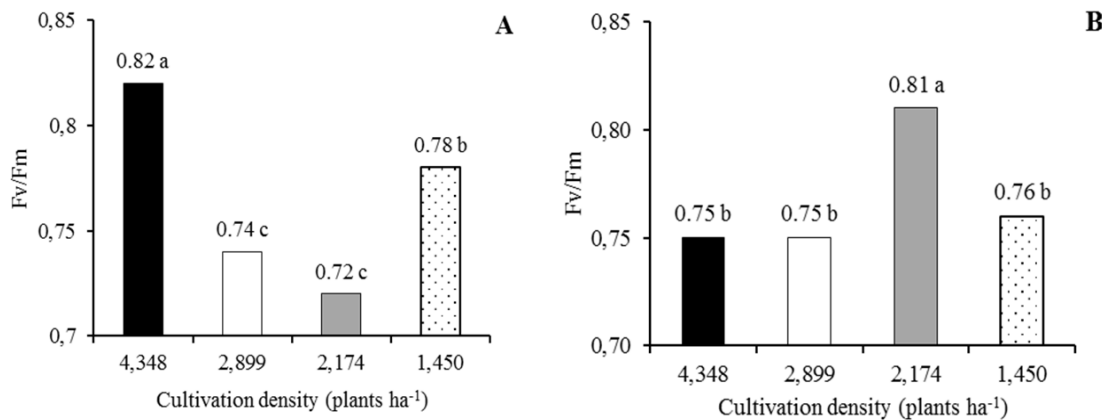 A
0,85
0,8
0,75
0,7
Fv/Fm
0.82 a
0.74 c
0.72 c
0.78 b
4,348 2,899 2,174 1,450
Cultivation density (plants ha-1)
B
0,85
0,80
0,75
0,70
Fv/Fm
0.75 b
0.75 b
0.81 a
0.76 b
4,348 2,899 2,174 1,450
Cultivation density (plants ha-1)